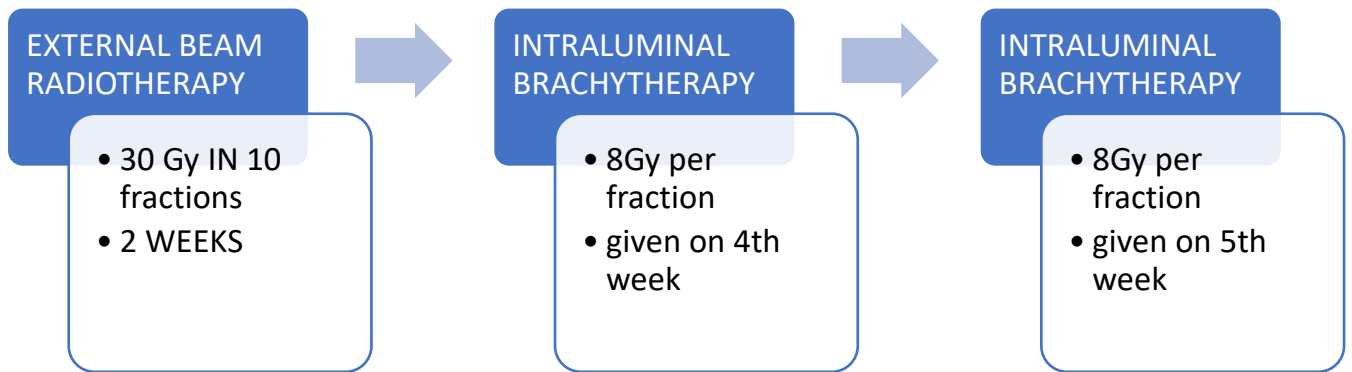 EXTERNAL BEAM
RADIOTHERAPY
• 30 Gy IN 10
fractions
• 2 WEEKS
INTRALUMINAL
BRACHYTHERAPY
• 8Gy per
fraction
• given on 4th
week
INTRALUMINAL
BRACHYTHERAPY
• 8Gy per
fraction
• given on 5th
week